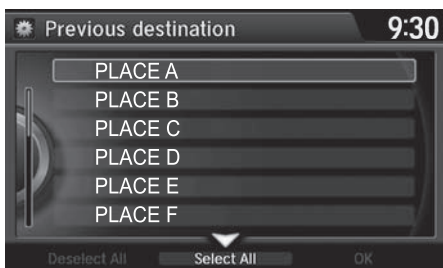 Previous destination 9:30
PLACE A
PLACE B
PLACE C
PLACE D
PLACE E
PLACE F
Deselect All Select All OK